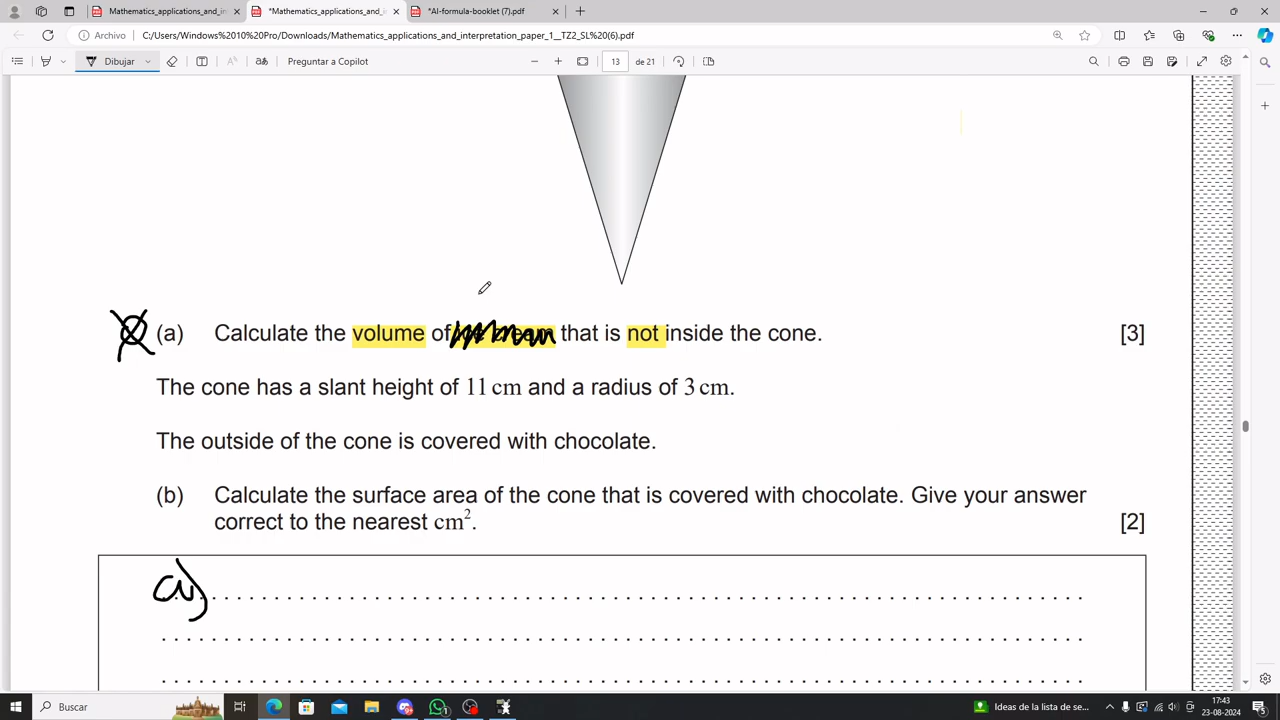 Mathematics_applications_and_in
*Mathematics_applications_and_i
*AI-formula-booklet (7).pdf
Archivo
C:/Users/Windows%2010%20Pro/Downloads/Mathematics_applications_and_interpretation_paper_1__TZ2_SL%20(6).pdf
Dibujar
Preguntar a Copilot
13 de 21
(a) Calculate the volume of that is not inside the cone. [3]
The cone has a slant height of 11 cm and a radius of 3 cm.
The outside of the cone is covered with chocolate.
(b) Calculate the surface area of the cone that is covered with chocolate. Give your answer
correct to the nearest cm². [2]
a)
Buscar
Ideas de la lista de se...
17:43
23-08-2024